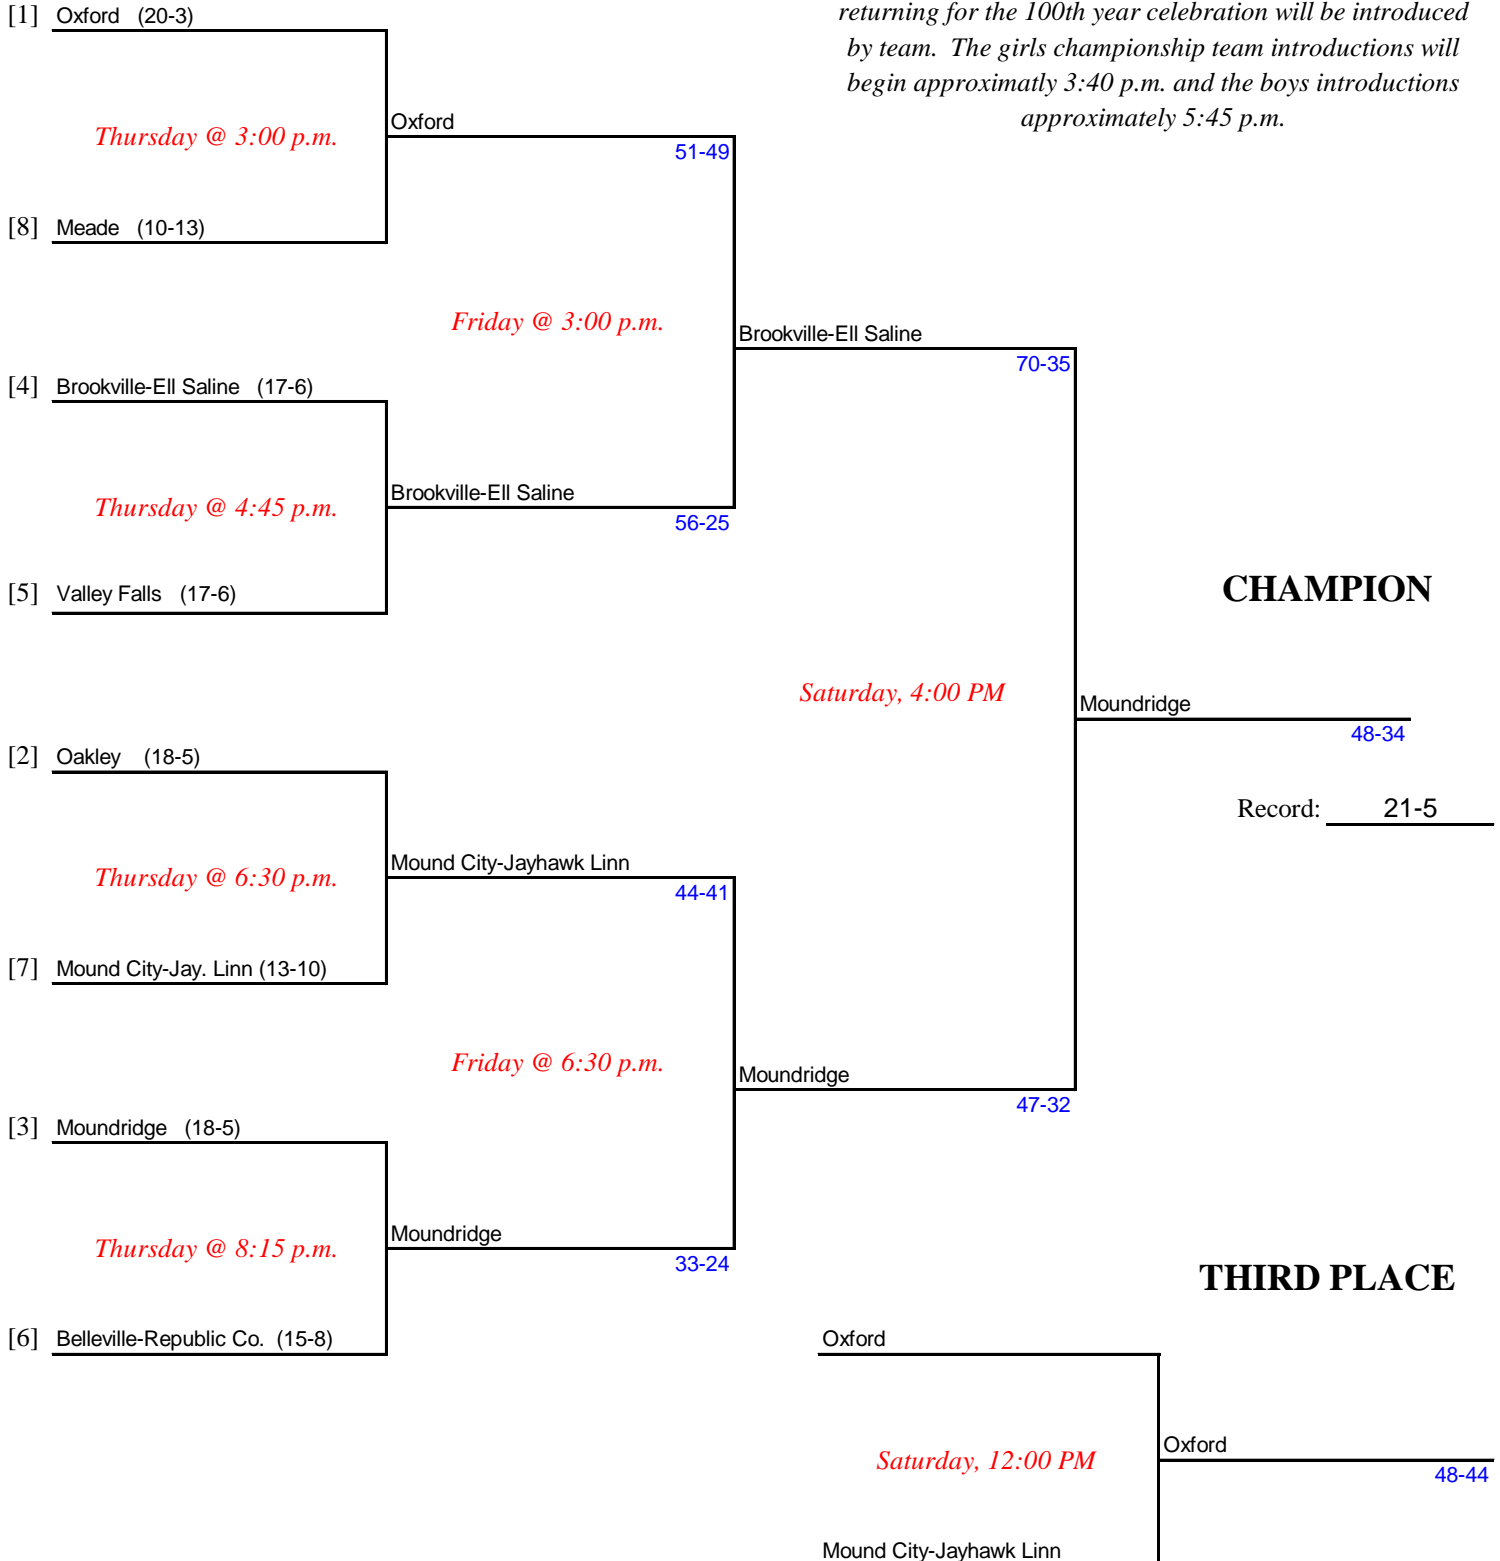 [1] Oxford (20-3)
returning for the 100th year celebration will be introduced
by team. The girls championship team introductions will
begin approximatly 3:40 p.m. and the boys introductions
approximately 5:45 p.m.
Thursday @ 3:00 p.m.
Oxford
51-49
[8] Meade (10-13)
Friday @ 3:00 p.m.
Brookville-Ell Saline
70-35
[4] Brookville-Ell Saline (17-6)
Thursday @ 4:45 p.m.
Brookville-Ell Saline
56-25
[5] Valley Falls (17-6)
CHAMPION
Saturday, 4:00 PM
Moundridge
48-34
Record: 21-5
[2] Oakley (18-5)
Thursday @ 6:30 p.m.
Mound City-Jayhawk Linn
44-41
[7] Mound City-Jay. Linn (13-10)
Friday @ 6:30 p.m.
Moundridge
47-32
[3] Moundridge (18-5)
Thursday @ 8:15 p.m.
Moundridge
33-24
[6] Belleville-Republic Co. (15-8)
THIRD PLACE
Oxford
Saturday, 12:00 PM
Oxford
48-44
Mound City-Jayhawk Linn